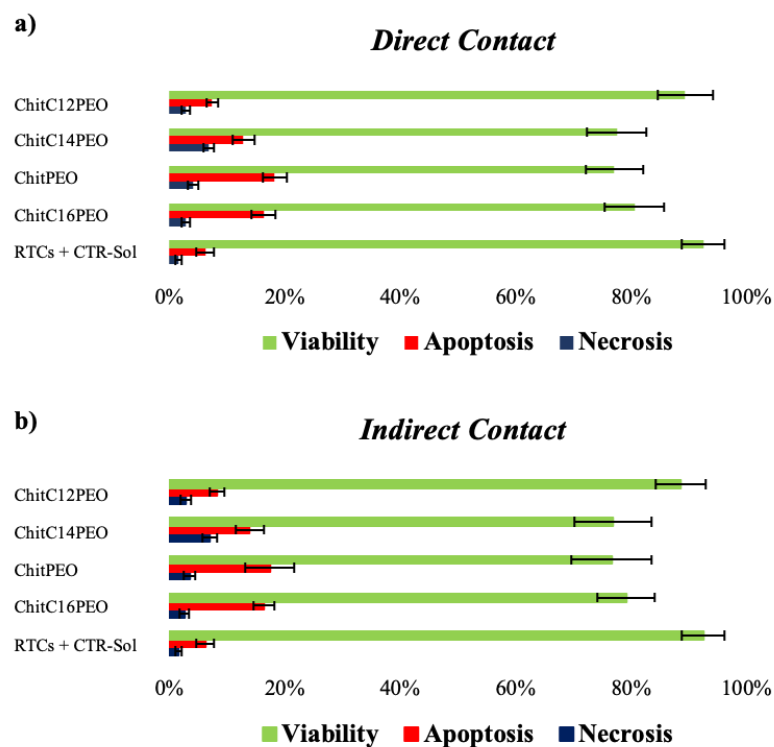 a)
Direct Contact
ChitC12PEO
ChitC14PEO
ChitPEO
ChitC16PEO
RTCs + CTR-Sol
0% 20% 40% 60% 80% 100%
Viability Apoptosis Necrosis
b)
Indirect Contact
ChitC12PEO
ChitC14PEO
ChitPEO
ChitC16PEO
RTCs + CTR-Sol
0% 20% 40% 60% 80% 100%
Viability Apoptosis Necrosis